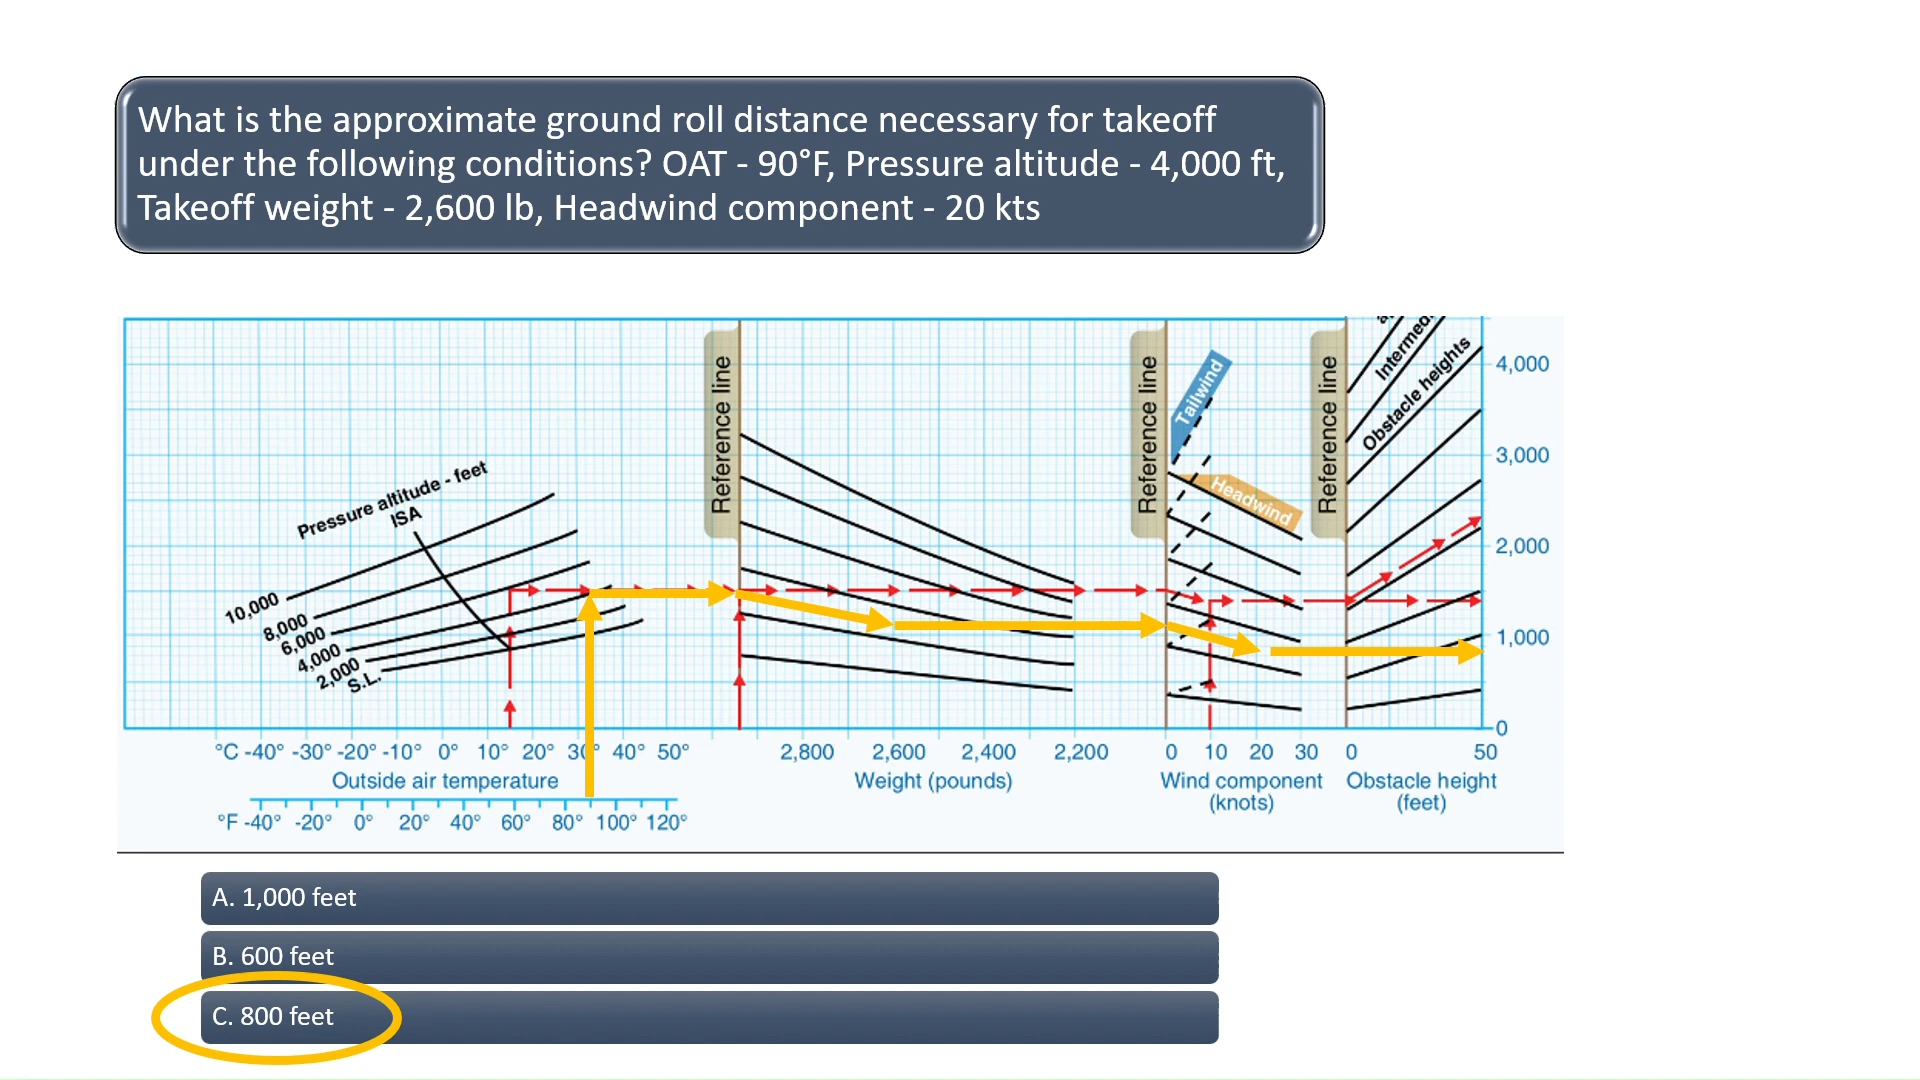 What is the approximate ground roll distance necessary for takeoff
under the following conditions? OAT - 90°F, Pressure altitude - 4,000 ft,
Takeoff weight - 2,600 lb, Headwind component - 20 kts
Pressure altitude - feet
ISA
10,000
8,000
6,000
4,000
2,000
S.L.
Reference line
Reference line
Tailwind
Headwind
Reference line
Intermed.
Obstacle heights
4,000
3,000
2,000
1,000
0
°C -40° -30° -20° -10° 0° 10° 20° 30° 40° 50°
Outside air temperature
°F -40° -20° 0° 20° 40° 60° 80° 100° 120°
2,800 2,600 2,400 2,200
Weight (pounds)
0 10 20 30
Wind component
(knots)
0 50
Obstacle height
(feet)
A. 1,000 feet
B. 600 feet
C. 800 feet